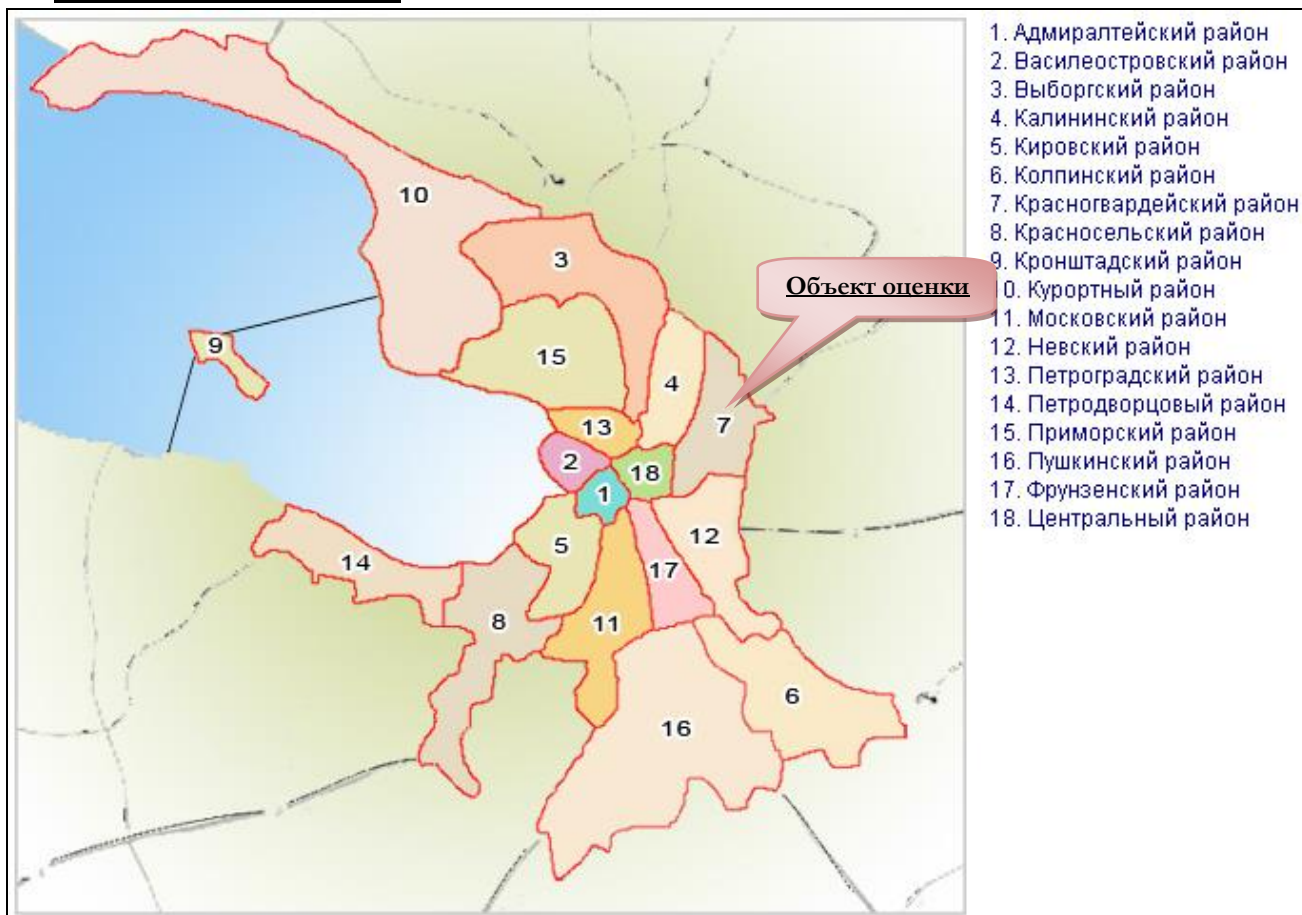 1. Адмиралтейский район
2. Василеостровский район
3. Выборгский район
4. Калининский район
5. Кировский район
6. Колпинский район
7. Красногвардейский район
8. Красносельский район
9. Кронштадский район
10. Курортный район
11. Московский район
12. Невский район
13. Петроградский район
14. Петродворцовый район
15. Приморский район
16. Пушкинский район
17. Фрунзенский район
18. Центральный район
Объект оценки
10
3
9
15
4
7
13
2
18
1
12
5
14
17
8
11
6
16